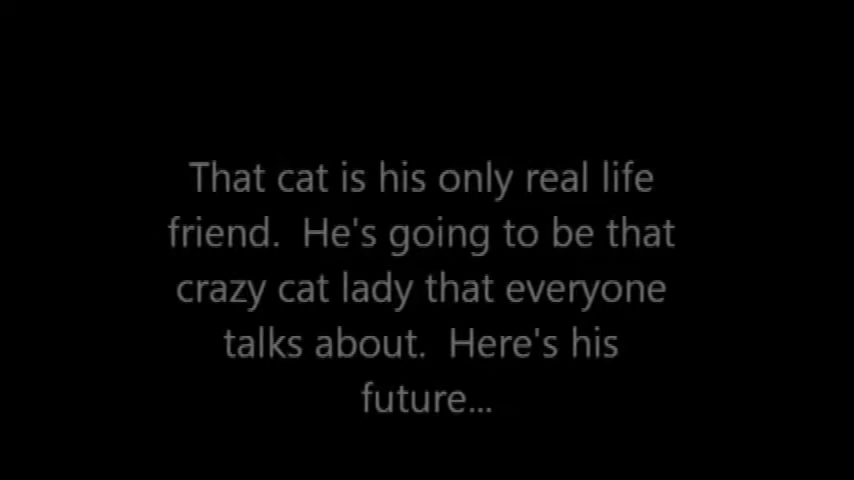 That cat is his only real life
friend.  He's going to be that
crazy cat lady that everyone
talks about.  Here's his
future...